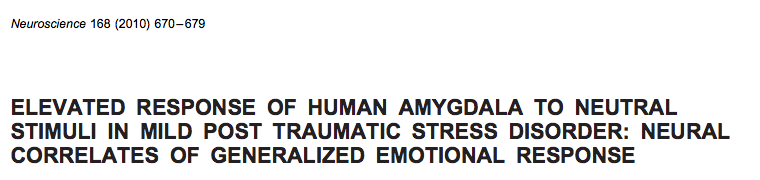 Neuroscience 168 (2010) 670–679
ELEVATED RESPONSE OF HUMAN AMYGDALA TO NEUTRAL
STIMULI IN MILD POST TRAUMATIC STRESS DISORDER: NEURAL
CORRELATES OF GENERALIZED EMOTIONAL RESPONSE